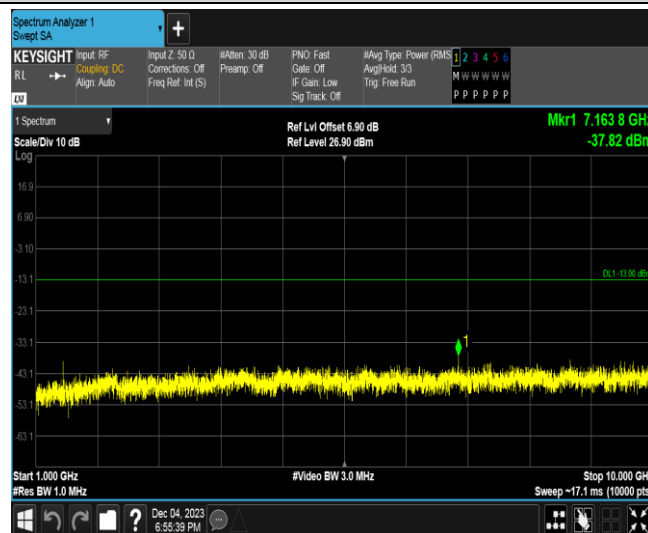 Spectrum Analyzer 1
Swept SA
+
KEYSIGHT Input: RF Input Z: 50 Ω #Atten: 30 dB PNO: Fast #Avg Type: Power (RMS 1 2 3 4 5 6
RL Coupling: DC Corrections: Off Preamp: Off Gate: Off Avg|Hold: 3/3 M W W W W W
Align: Auto Freq Ref: Int (S) IF Gain: Low Trig: Free Run
Sig Track: Off P P P P P P
1 Spectrum Ref Lvl Offset 6.90 dB Mkr1 7.163 8 GHz
Scale/Div 10 dB Ref Level 26.90 dBm -37.82 dBm
Log
16.9
6.90
-3.10
-13.1 DL1 -13.00 dBm
-23.1
-33.1 1
-43.1
-53.1
-63.1
Start 1.000 GHz #Video BW 3.0 MHz Stop 10.000 GHz
#Res BW 1.0 MHz Sweep ~17.1 ms (10000 pts
? Dec 04, 2023
6:55:39 PM